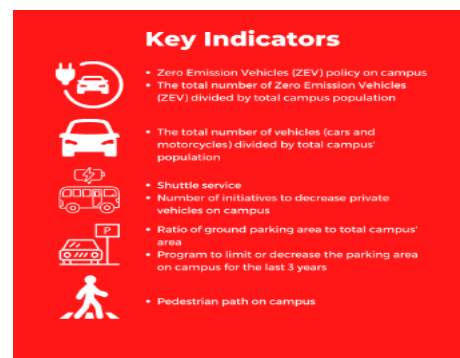 Key Indicators
• Zero Emission Vehicles (ZEV) policy on campus
• The total number of Zero Emission Vehicles
(ZEV) divided by total campus population
• The total number of vehicles (cars and
motorcycles) divided by total campus'
population
• Shuttle service
• Number of initiatives to decrease private
vehicles on campus
P
• Ratio of ground parking area to total campus'
area
• Program to limit or decrease the parking area
on campus for the last 3 years
• Pedestrian path on campus